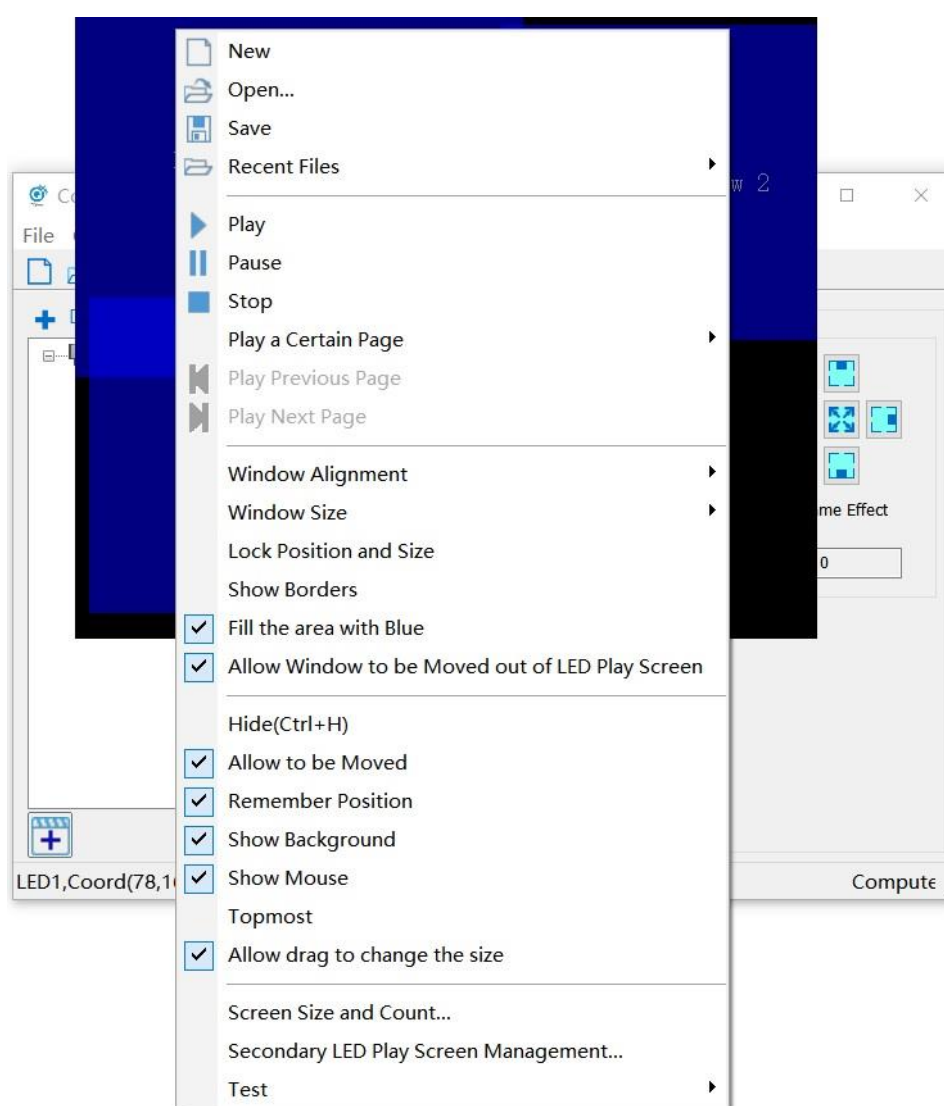 New
Open...
Save
Recent Files
w 2
File
Play
Pause
Stop
Play a Certain Page
Play Previous Page
Play Next Page
Window Alignment
Window Size
me Effect
Lock Position and Size
0
Show Borders
Fill the area with Blue
Allow Window to be Moved out of LED Play Screen
Hide(Ctrl+H)
Allow to be Moved
Remember Position
Show Background
LED1,Coord(78,1
Show Mouse
Compute
Topmost
Allow drag to change the size
Screen Size and Count...
Secondary LED Play Screen Management...
Test